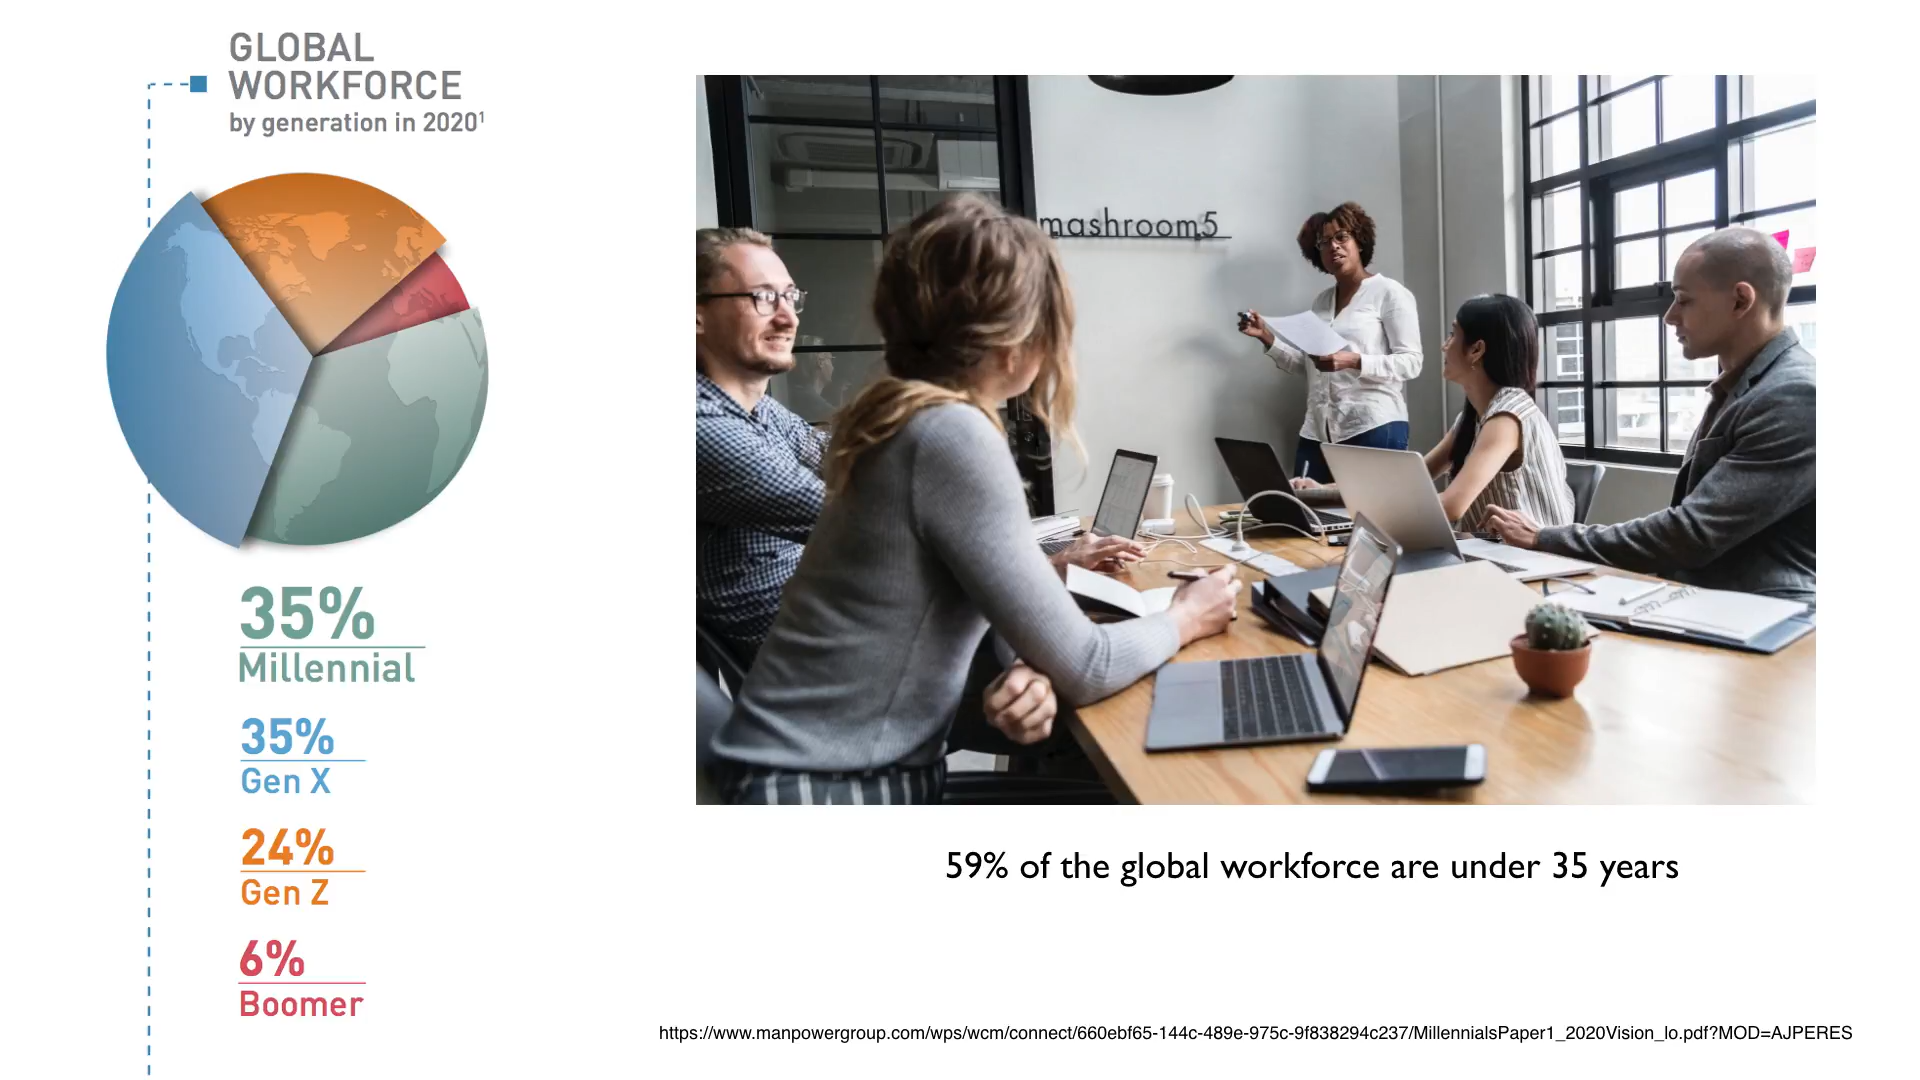 GLOBAL
WORKFORCE
by generation in 2020¹
35%
Millennial
35%
Gen X
24%
Gen Z
6%
Boomer
mashroom5
59% of the global workforce are under 35 years
https://www.manpowergroup.com/wps/wcm/connect/660ebf65-144c-489e-975c-9f838294c237/MillennialsPaper1_2020Vision_lo.pdf?MOD=AJPERES